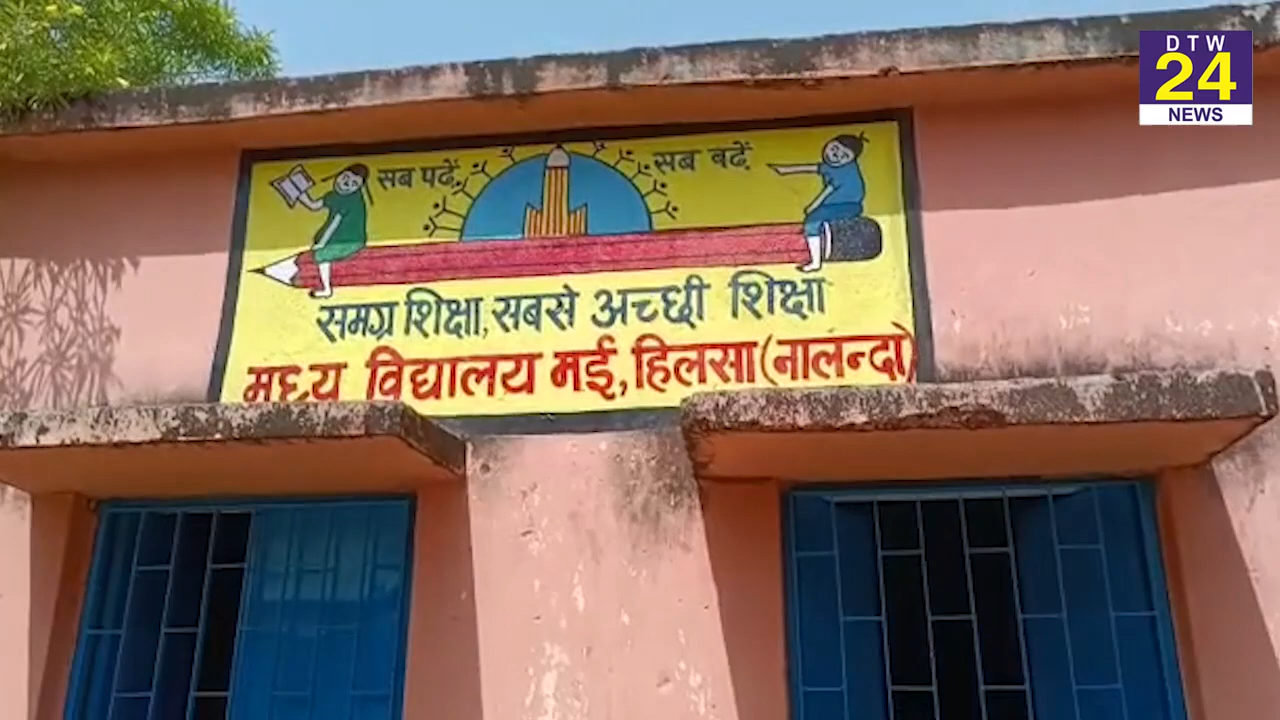 DTW
24
NEWS
सब पढ़ें, सब बढ़ें
समग्र शिक्षा, सबसे अच्छी शिक्षा
मध्य विद्यालय मई, हिलसा (नालन्दा)